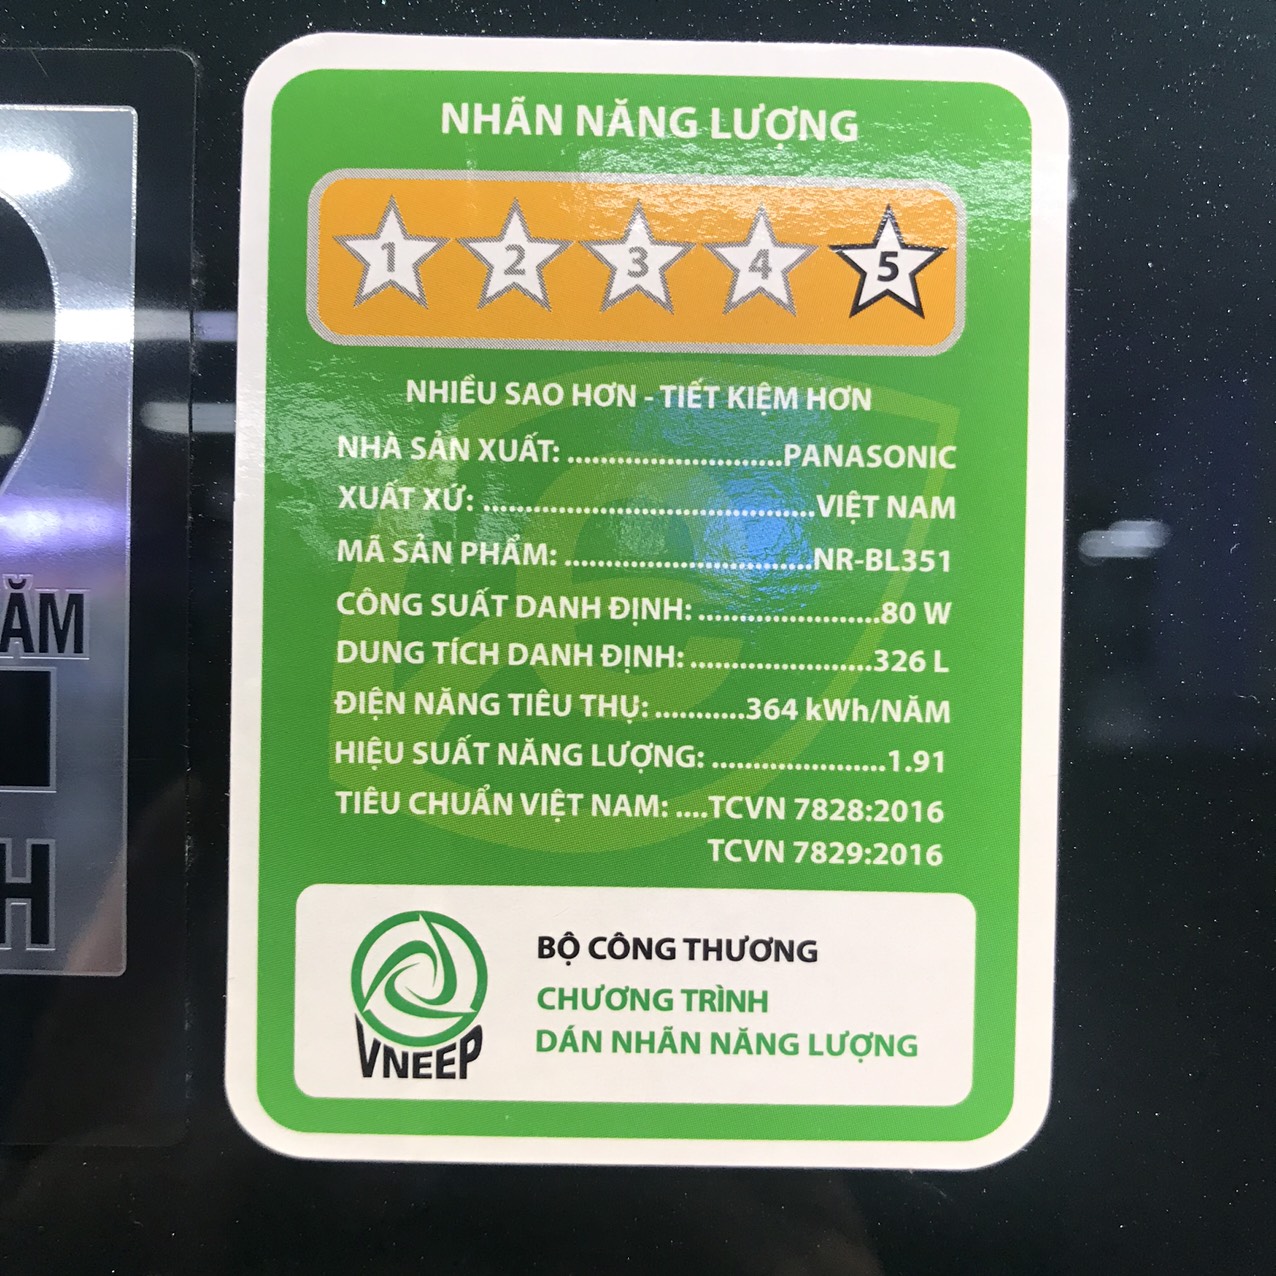 NHÃN NĂNG LƯỢNG
1 2 3 4 5
NHIỀU SAO HƠN - TIẾT KIỆM HƠN
NHÀ SẢN XUẤT: ..........................PANASONIC
XUẤT XỨ: ........................................VIỆT NAM
MÃ SẢN PHẨM: ..............................NR-BL351
CÔNG SUẤT DANH ĐỊNH: ......................80 W
DUNG TÍCH DANH ĐỊNH: ......................326 L
ĐIỆN NĂNG TIÊU THỤ: ...........364 kWh/NĂM
HIỆU SUẤT NĂNG LƯỢNG: .....................1.91
TIÊU CHUẨN VIỆT NAM: ....TCVN 7828:2016
TCVN 7829:2016
VNEEP
BỘ CÔNG THƯƠNG
CHƯƠNG TRÌNH
DÁN NHÃN NĂNG LƯỢNG
ĂM
H